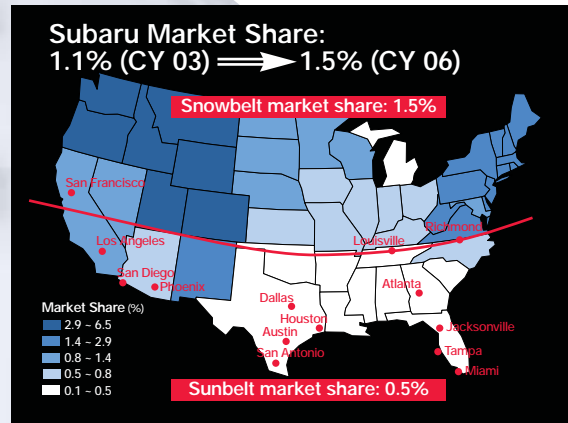 Subaru Market Share:
1.1% (CY 03) ⟹ 1.5% (CY 06)
Snowbelt market share: 1.5%
San Francisco
Richmond
Louisville
Los Angeles
San Diego
Phoenix
Atlanta
Dallas
Houston
Austin
San Antonio
Jacksonville
Tampa
Miami
Market Share (%)
2.9 ~ 6.5
1.4 ~ 2.9
0.8 ~ 1.4
0.5 ~ 0.8
0.1 ~ 0.5
Sunbelt market share: 0.5%